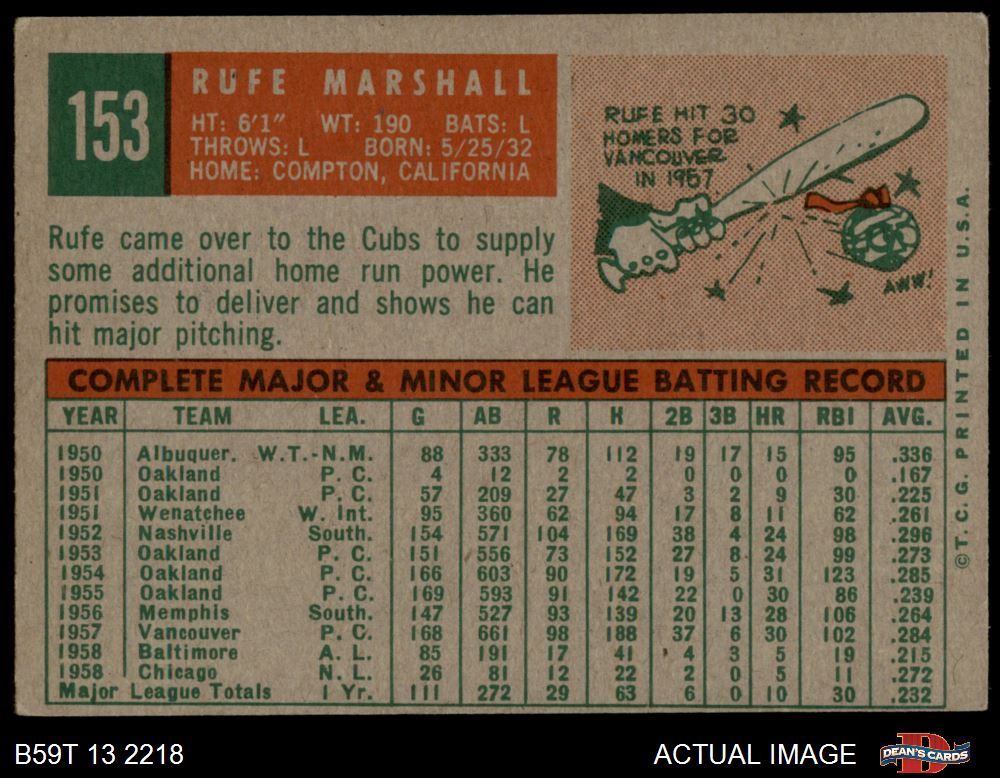 153
RUFE MARSHALL
HT: 6'1" WT: 190 BATS: L
THROWS: L BORN: 5/25/32
HOME: COMPTON, CALIFORNIA
RUFE HIT 30
HOMERS FOR
VANCOUVER
IN 1957
AWW!
Rufe came over to the Cubs to supply
some additional home run power. He
promises to deliver and shows he can
hit major pitching.
COMPLETE MAJOR & MINOR LEAGUE BATTING RECORD
YEAR TEAM LEA. G AB R H 2B 3B HR RBI AVG.
1950 Albuquer. W.T.-N.M. 88 333 78 112 19 17 15 95 .336
1950 Oakland P. C. 4 12 2 2 0 0 0 0 .167
1951 Oakland P. C. 57 209 27 47 3 2 9 30 .225
1951 Wenatchee W. Int. 95 360 62 94 17 8 11 62 .261
1952 Nashville South. 154 571 104 169 38 4 24 98 .296
1953 Oakland P. C. 151 556 73 152 27 8 24 99 .273
1954 Oakland P. C. 166 603 90 172 19 5 31 123 .285
1955 Oakland P. C. 169 593 91 142 22 0 30 86 .239
1956 Memphis South. 147 527 93 139 20 13 28 106 .264
1957 Vancouver P. C. 168 661 98 188 37 6 30 102 .284
1958 Baltimore A. L. 85 191 17 41 4 3 5 19 .215
1958 Chicago N. L. 26 81 12 22 2 0 5 11 .272
Major League Totals 1 Yr. 111 272 29 63 6 0 10 30 .232
©T. C. G. PRINTED IN U.S.A.
B59T 13 2218
ACTUAL IMAGE
DEAN'S CARDS